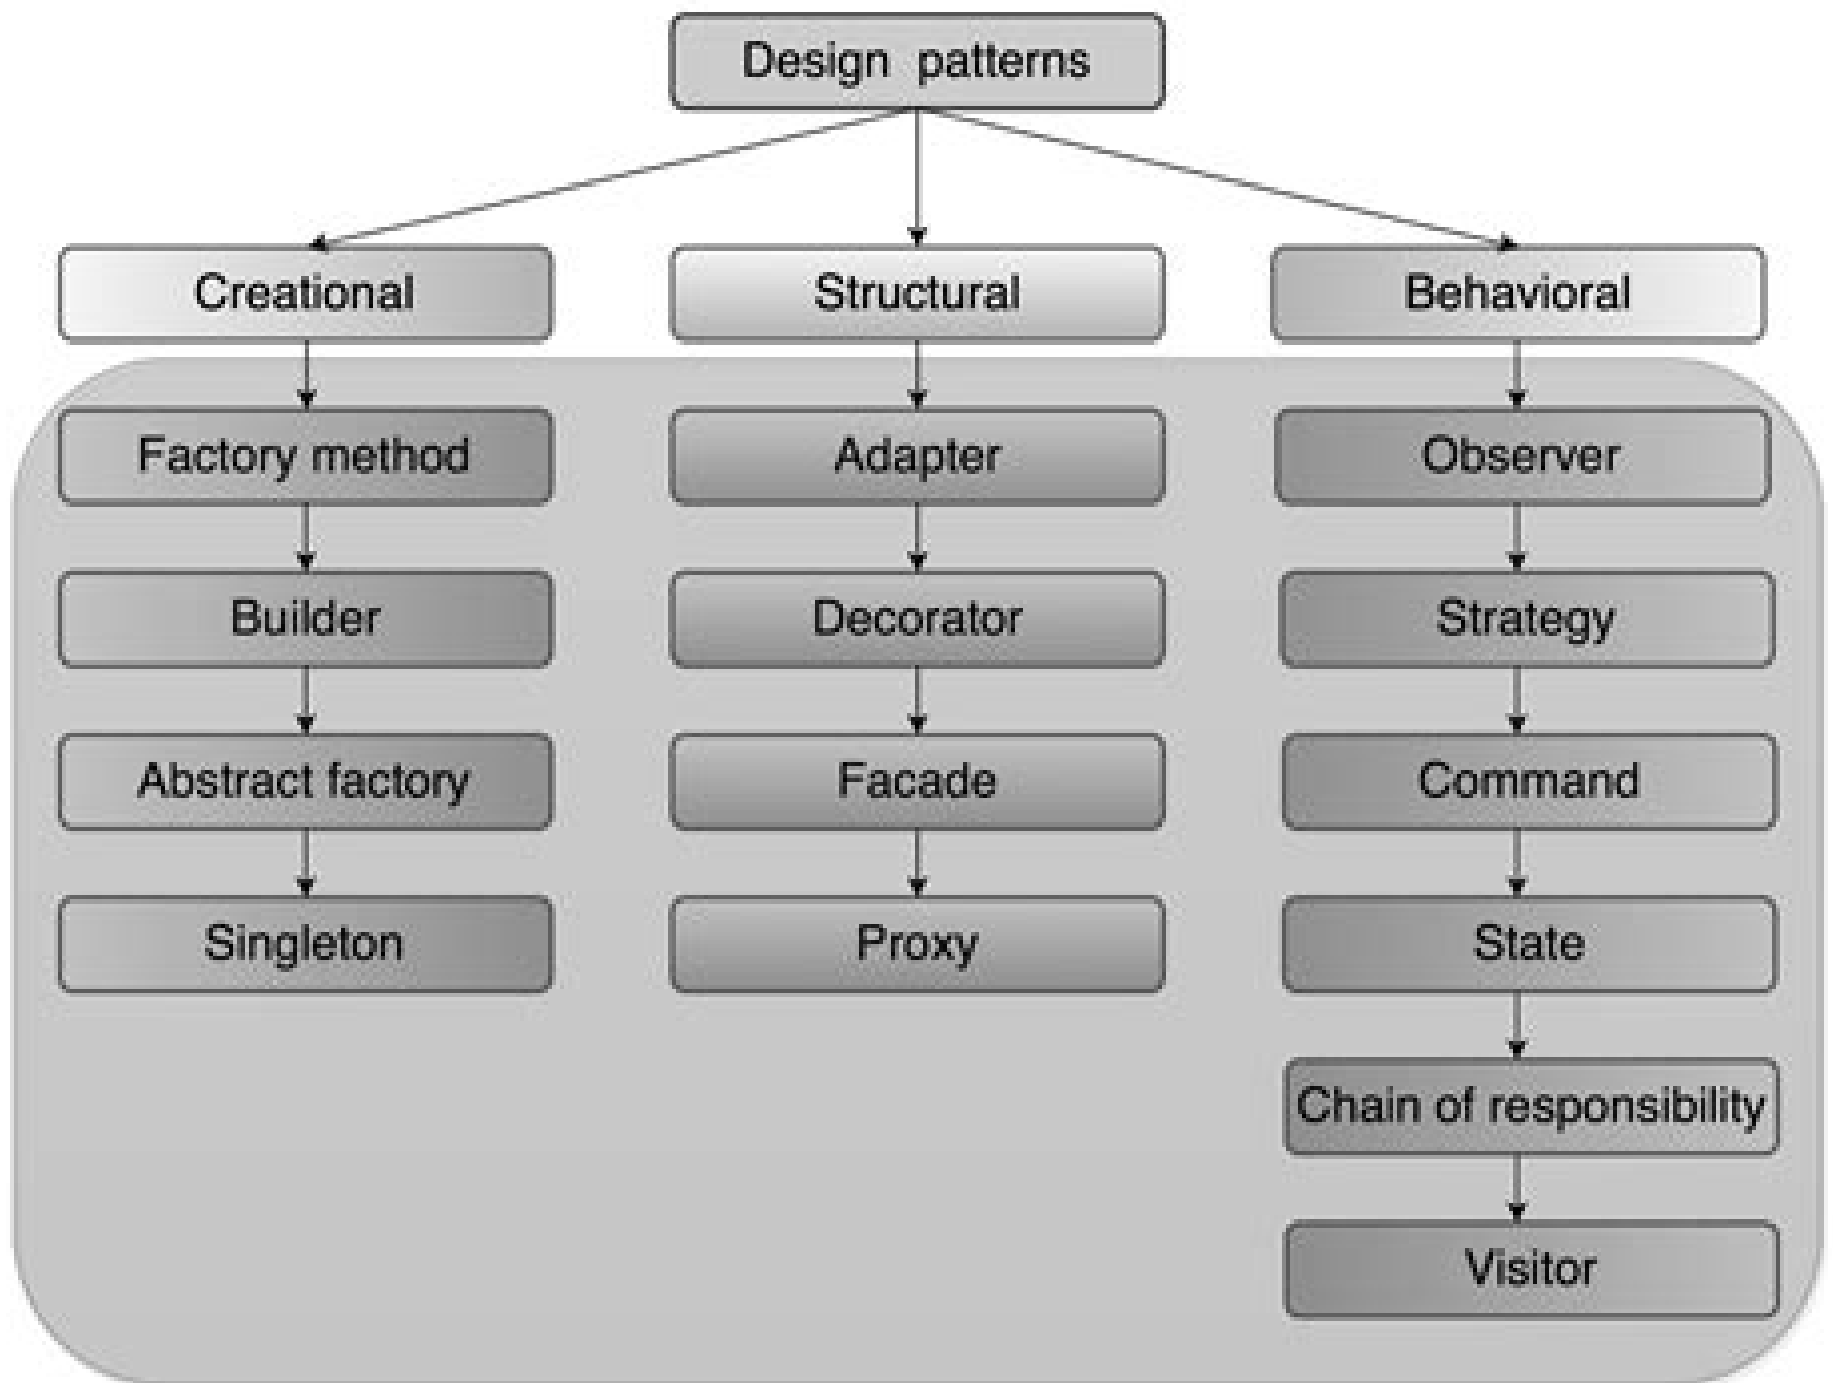 Design patterns
Creational
Structural
Behavioral
Factory method
Adapter
Observer
Builder
Decorator
Strategy
Abstract factory
Facade
Command
Singleton
Proxy
State
Chain of responsibility
Visitor